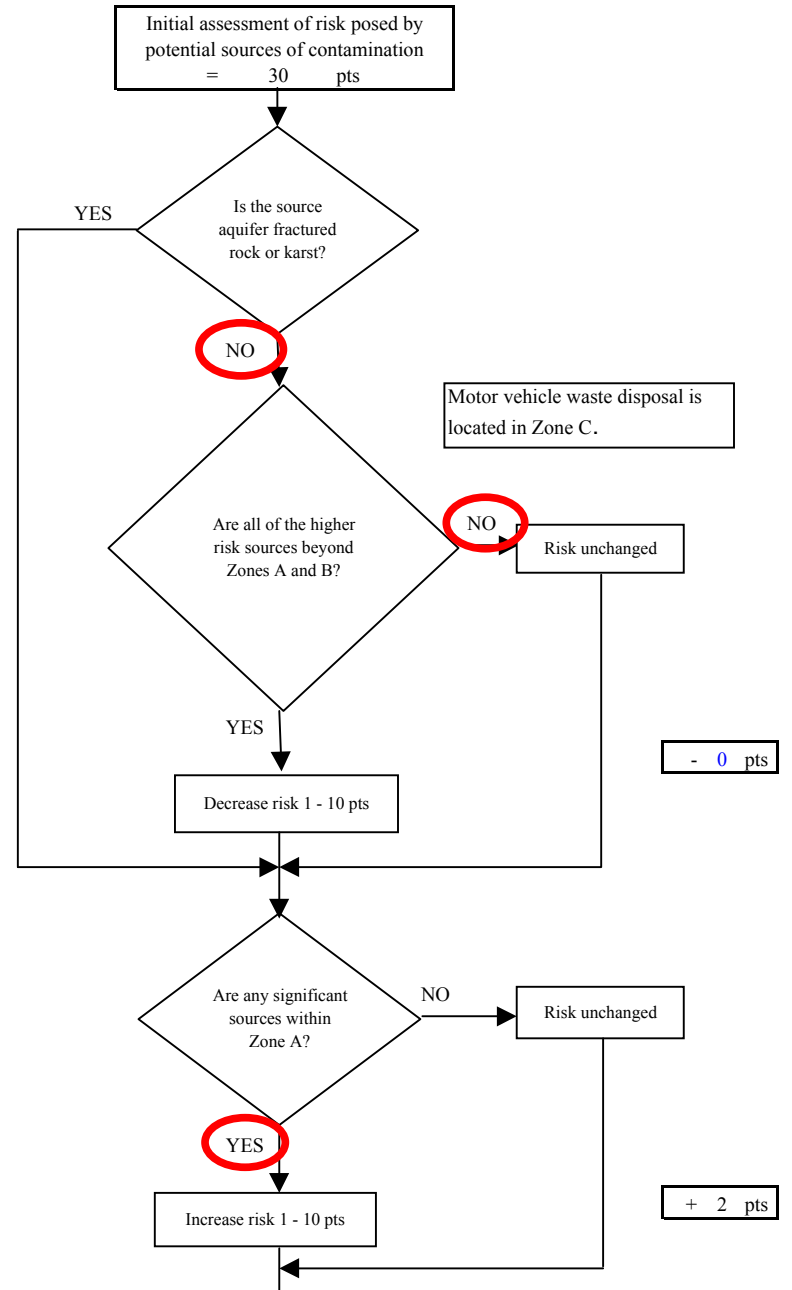 Initial assessment of risk posed by
potential sources of contamination
= 30 pts
YES
Is the source
aquifer fractured
rock or karst?
NO
Motor vehicle waste disposal is
located in Zone C.
Are all of the higher
risk sources beyond
Zones A and B?
NO
Risk unchanged
YES
- 0 pts
Decrease risk 1 - 10 pts
Are any significant
sources within
Zone A?
NO
Risk unchanged
YES
Increase risk 1 - 10 pts
+ 2 pts